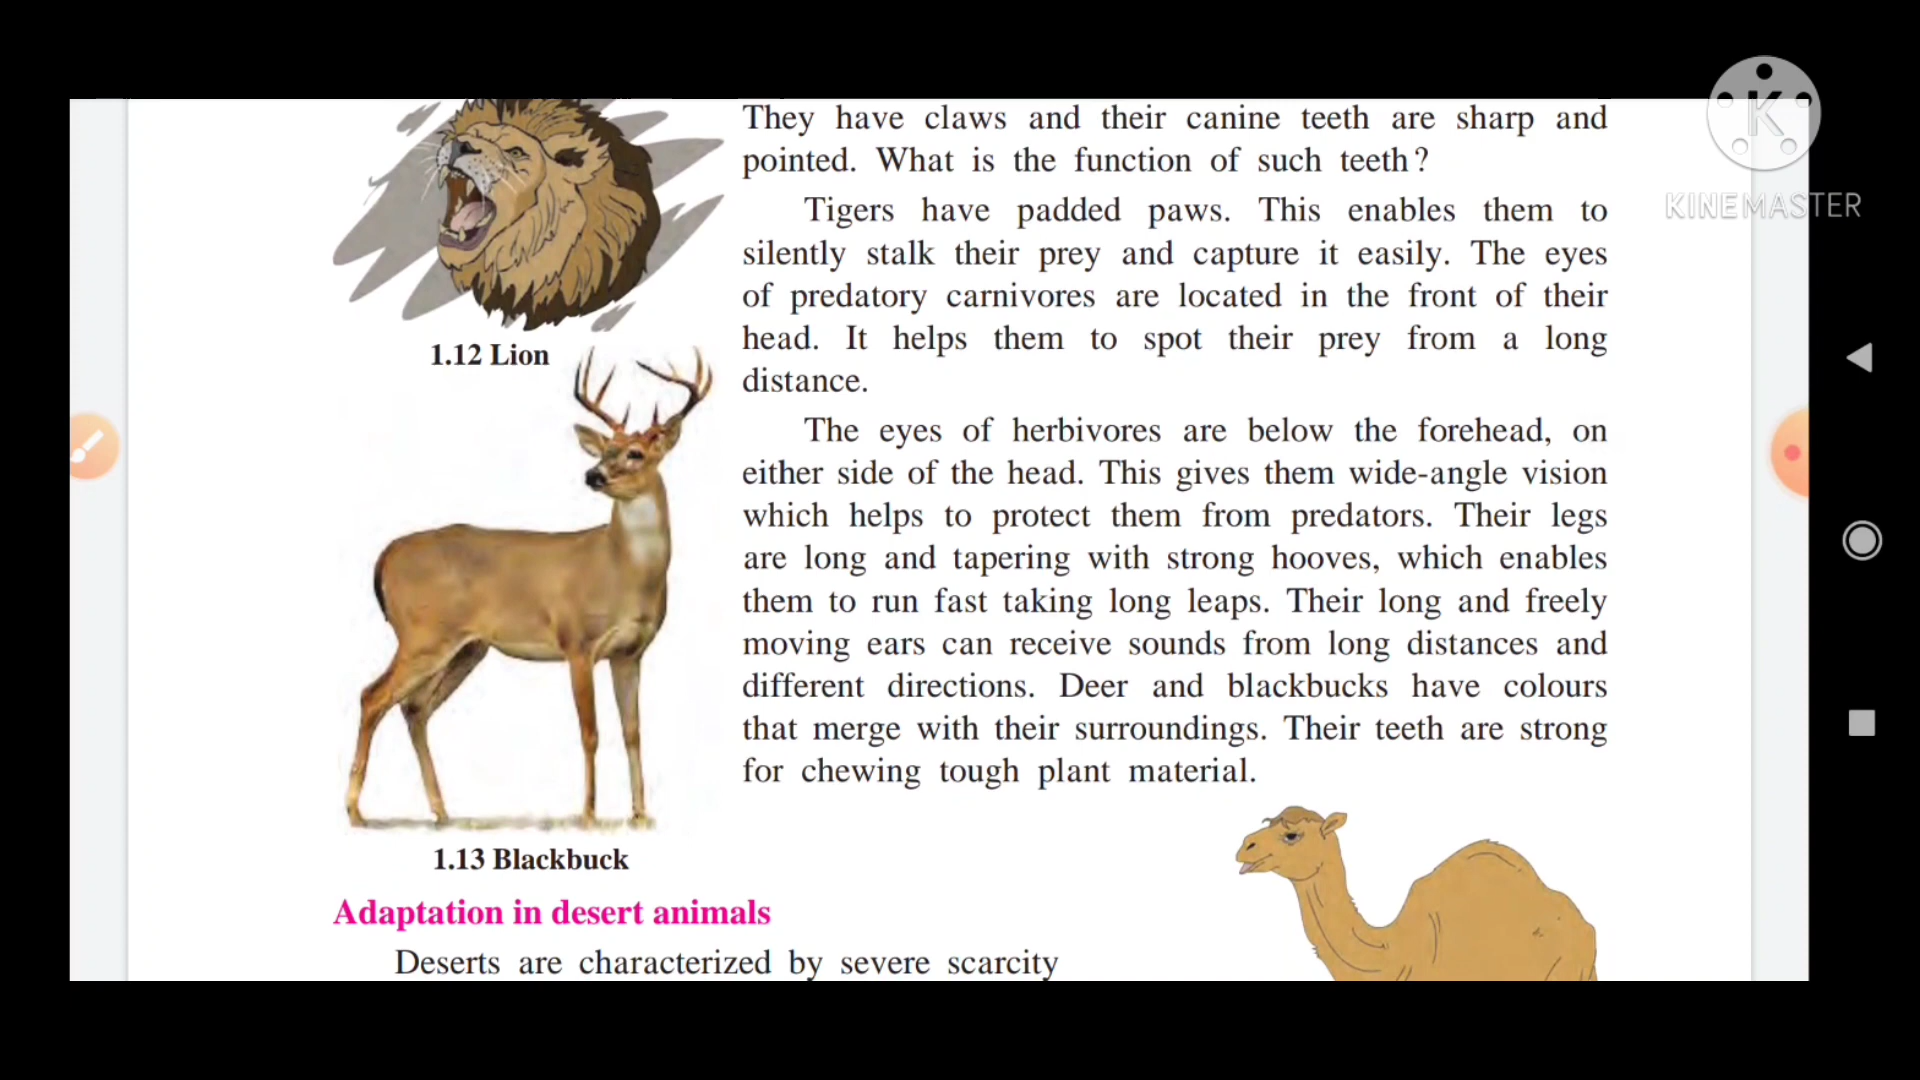 They have claws and their canine teeth are sharp and
pointed. What is the function of such teeth?
Tigers have padded paws. This enables them to
silently stalk their prey and capture it easily. The eyes
of predatory carnivores are located in the front of their
head. It helps them to spot their prey from a long
distance.
1.12 Lion
The eyes of herbivores are below the forehead, on
either side of the head. This gives them wide-angle vision
which helps to protect them from predators. Their legs
are long and tapering with strong hooves, which enables
them to run fast taking long leaps. Their long and freely
moving ears can receive sounds from long distances and
different directions. Deer and blackbucks have colours
that merge with their surroundings. Their teeth are strong
for chewing tough plant material.
1.13 Blackbuck
Adaptation in desert animals
Deserts are characterized by severe scarcity
K
KINEMASTER